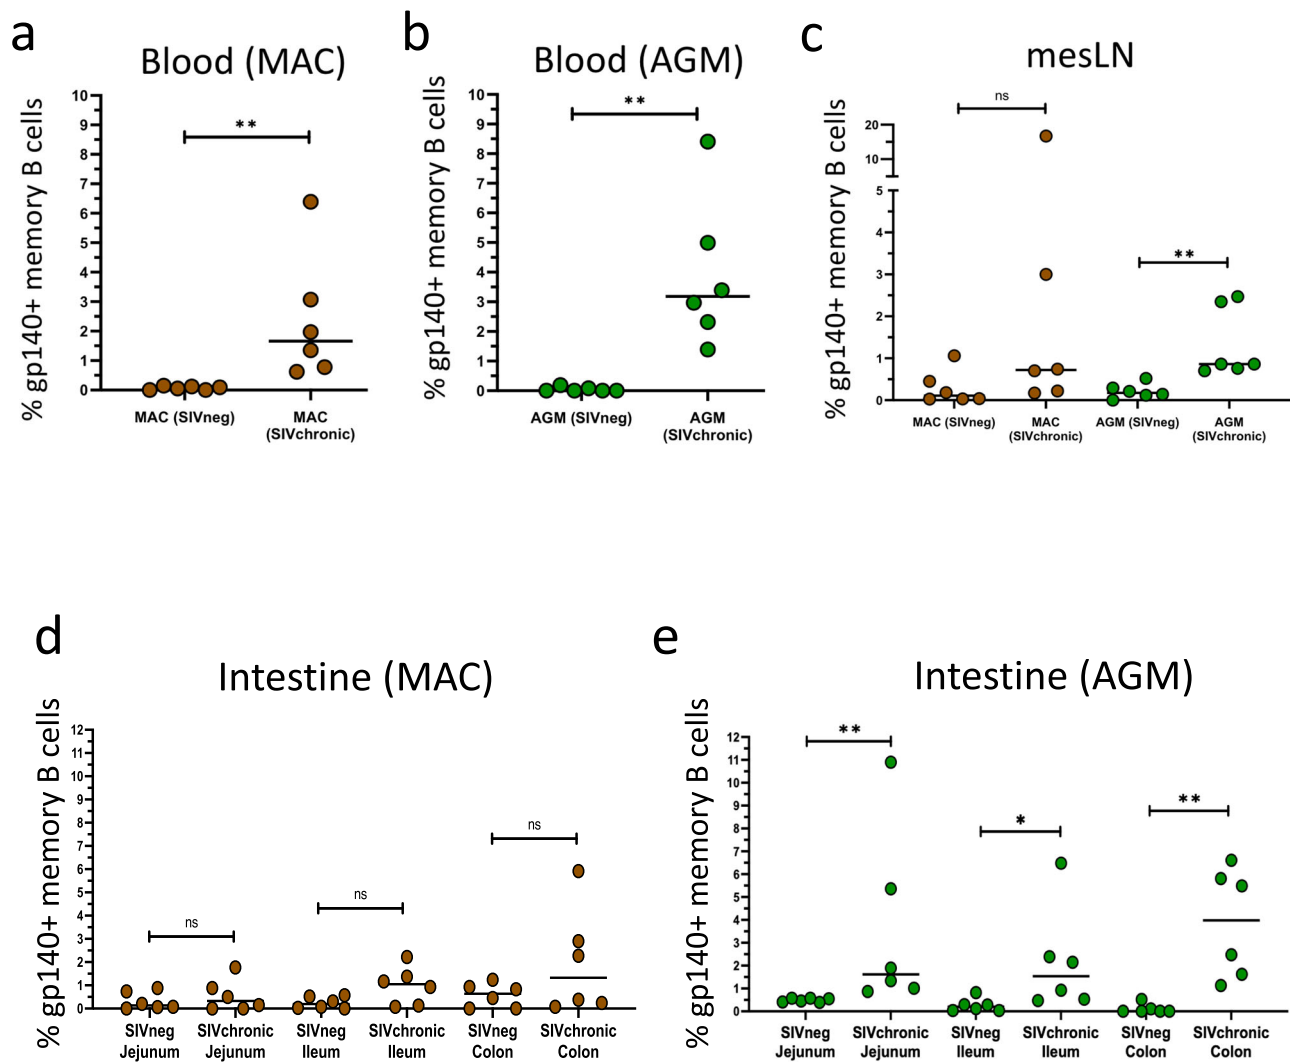 a
Blood (MAC)
% gp140+ memory B cells
10
9
8
7
6
5
4
3
2
1
0
**
MAC (SIVneg)
MAC
(SIVchronic)
b
Blood (AGM)
% gp140+ memory B cells
10
9
8
7
6
5
4
3
2
1
0
**
AGM (SIVneg)
AGM
(SIVchronic)
c
mesLN
% gp140+ memory B cells
20
10
5
4
3
2
1
0
ns
**
MAC (SIVneg)
MAC
(SIVchronic)
AGM (SIVneg)
AGM
(SIVchronic)
d
Intestine (MAC)
% gp140+ memory B cells
12
11
10
9
8
7
6
5
4
3
2
1
0
ns
ns
ns
SIVneg
Jejunum
SIVchronic
Jejunum
SIVneg
Ileum
SIVchronic
Ileum
SIVneg
Colon
SIVchronic
Colon
e
Intestine (AGM)
% gp140+ memory B cells
12
11
10
9
8
7
6
5
4
3
2
1
0
**
*
**
SIVneg
Jejunum
SIVchronic
Jejunum
SIVneg
Ileum
SIVchronic
Ileum
SIVneg
Colon
SIVchronic
Colon